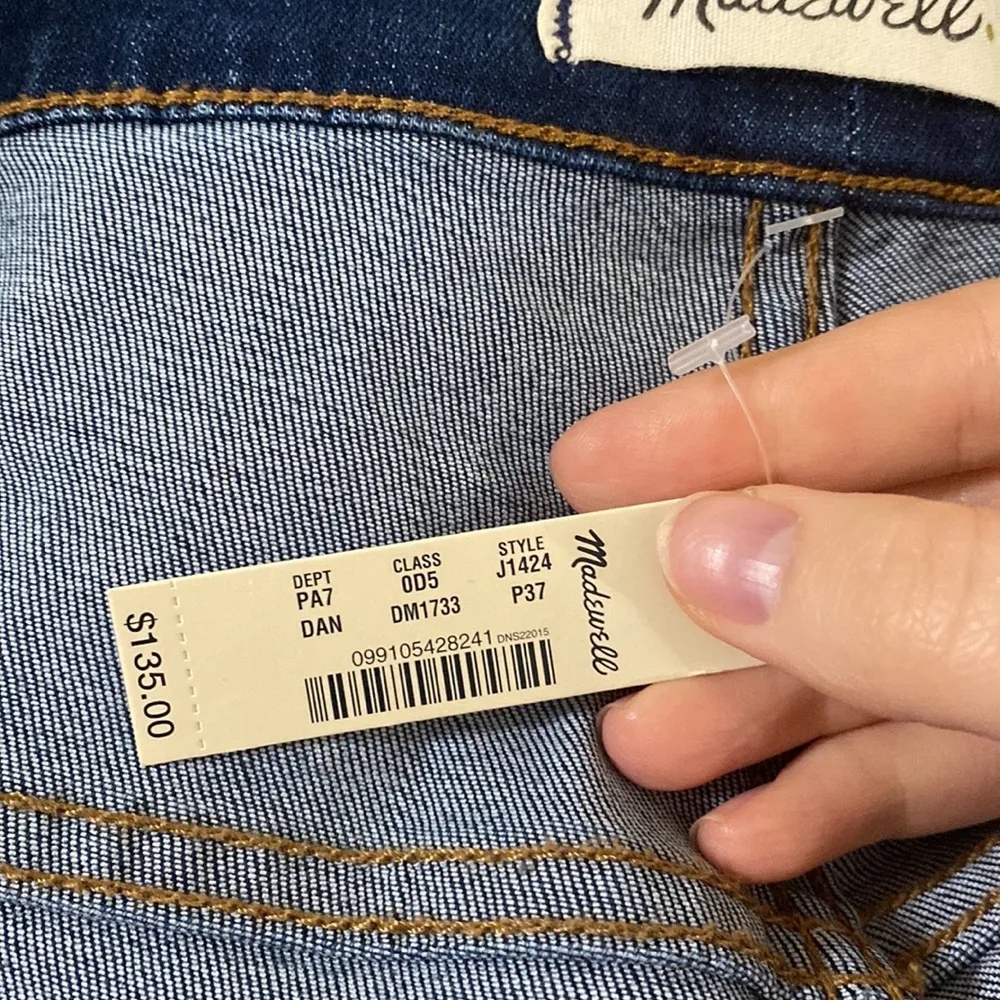 Madewell.
DEPT CLASS STYLE
PA7 0D5 J1424
DAN DM1733 P37
099105428241 DNS22015
Madewell
$135.00